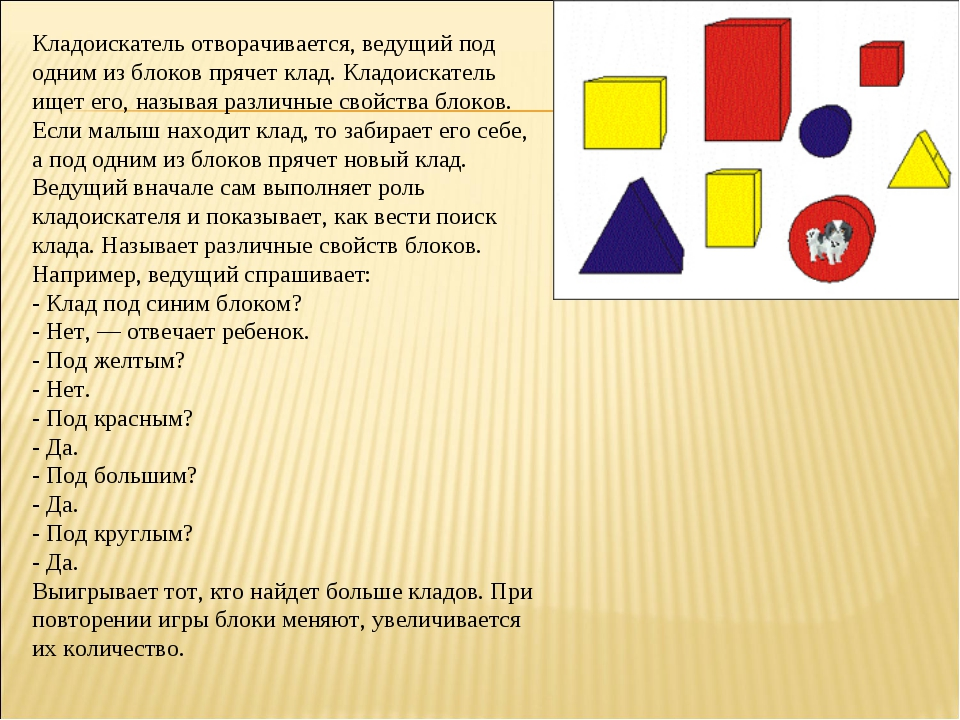 Кладоискатель отворачивается, ведущий под
одним из блоков прячет клад. Кладоискатель
ищет его, называя различные свойства блоков.
Если малыш находит клад, то забирает его себе,
а под одним из блоков прячет новый клад.
Ведущий вначале сам выполняет роль
кладоискателя и показывает, как вести поиск
клада. Называет различные свойств блоков.
Например, ведущий спрашивает:
- Клад под синим блоком?
- Нет, — отвечает ребенок.
- Под желтым?
- Нет.
- Под красным?
- Да.
- Под большим?
- Да.
- Под круглым?
- Да.
Выигрывает тот, кто найдет больше кладов. При
повторении игры блоки меняют, увеличивается
их количество.